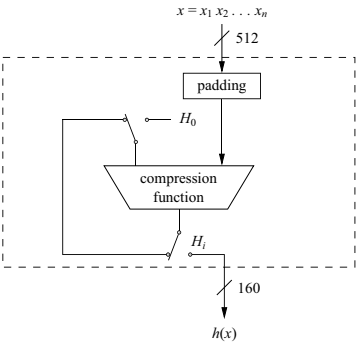 x = x₁ x₂ . . . xₙ
512
padding
H₀
compression
function
Hᵢ
160
h(x)